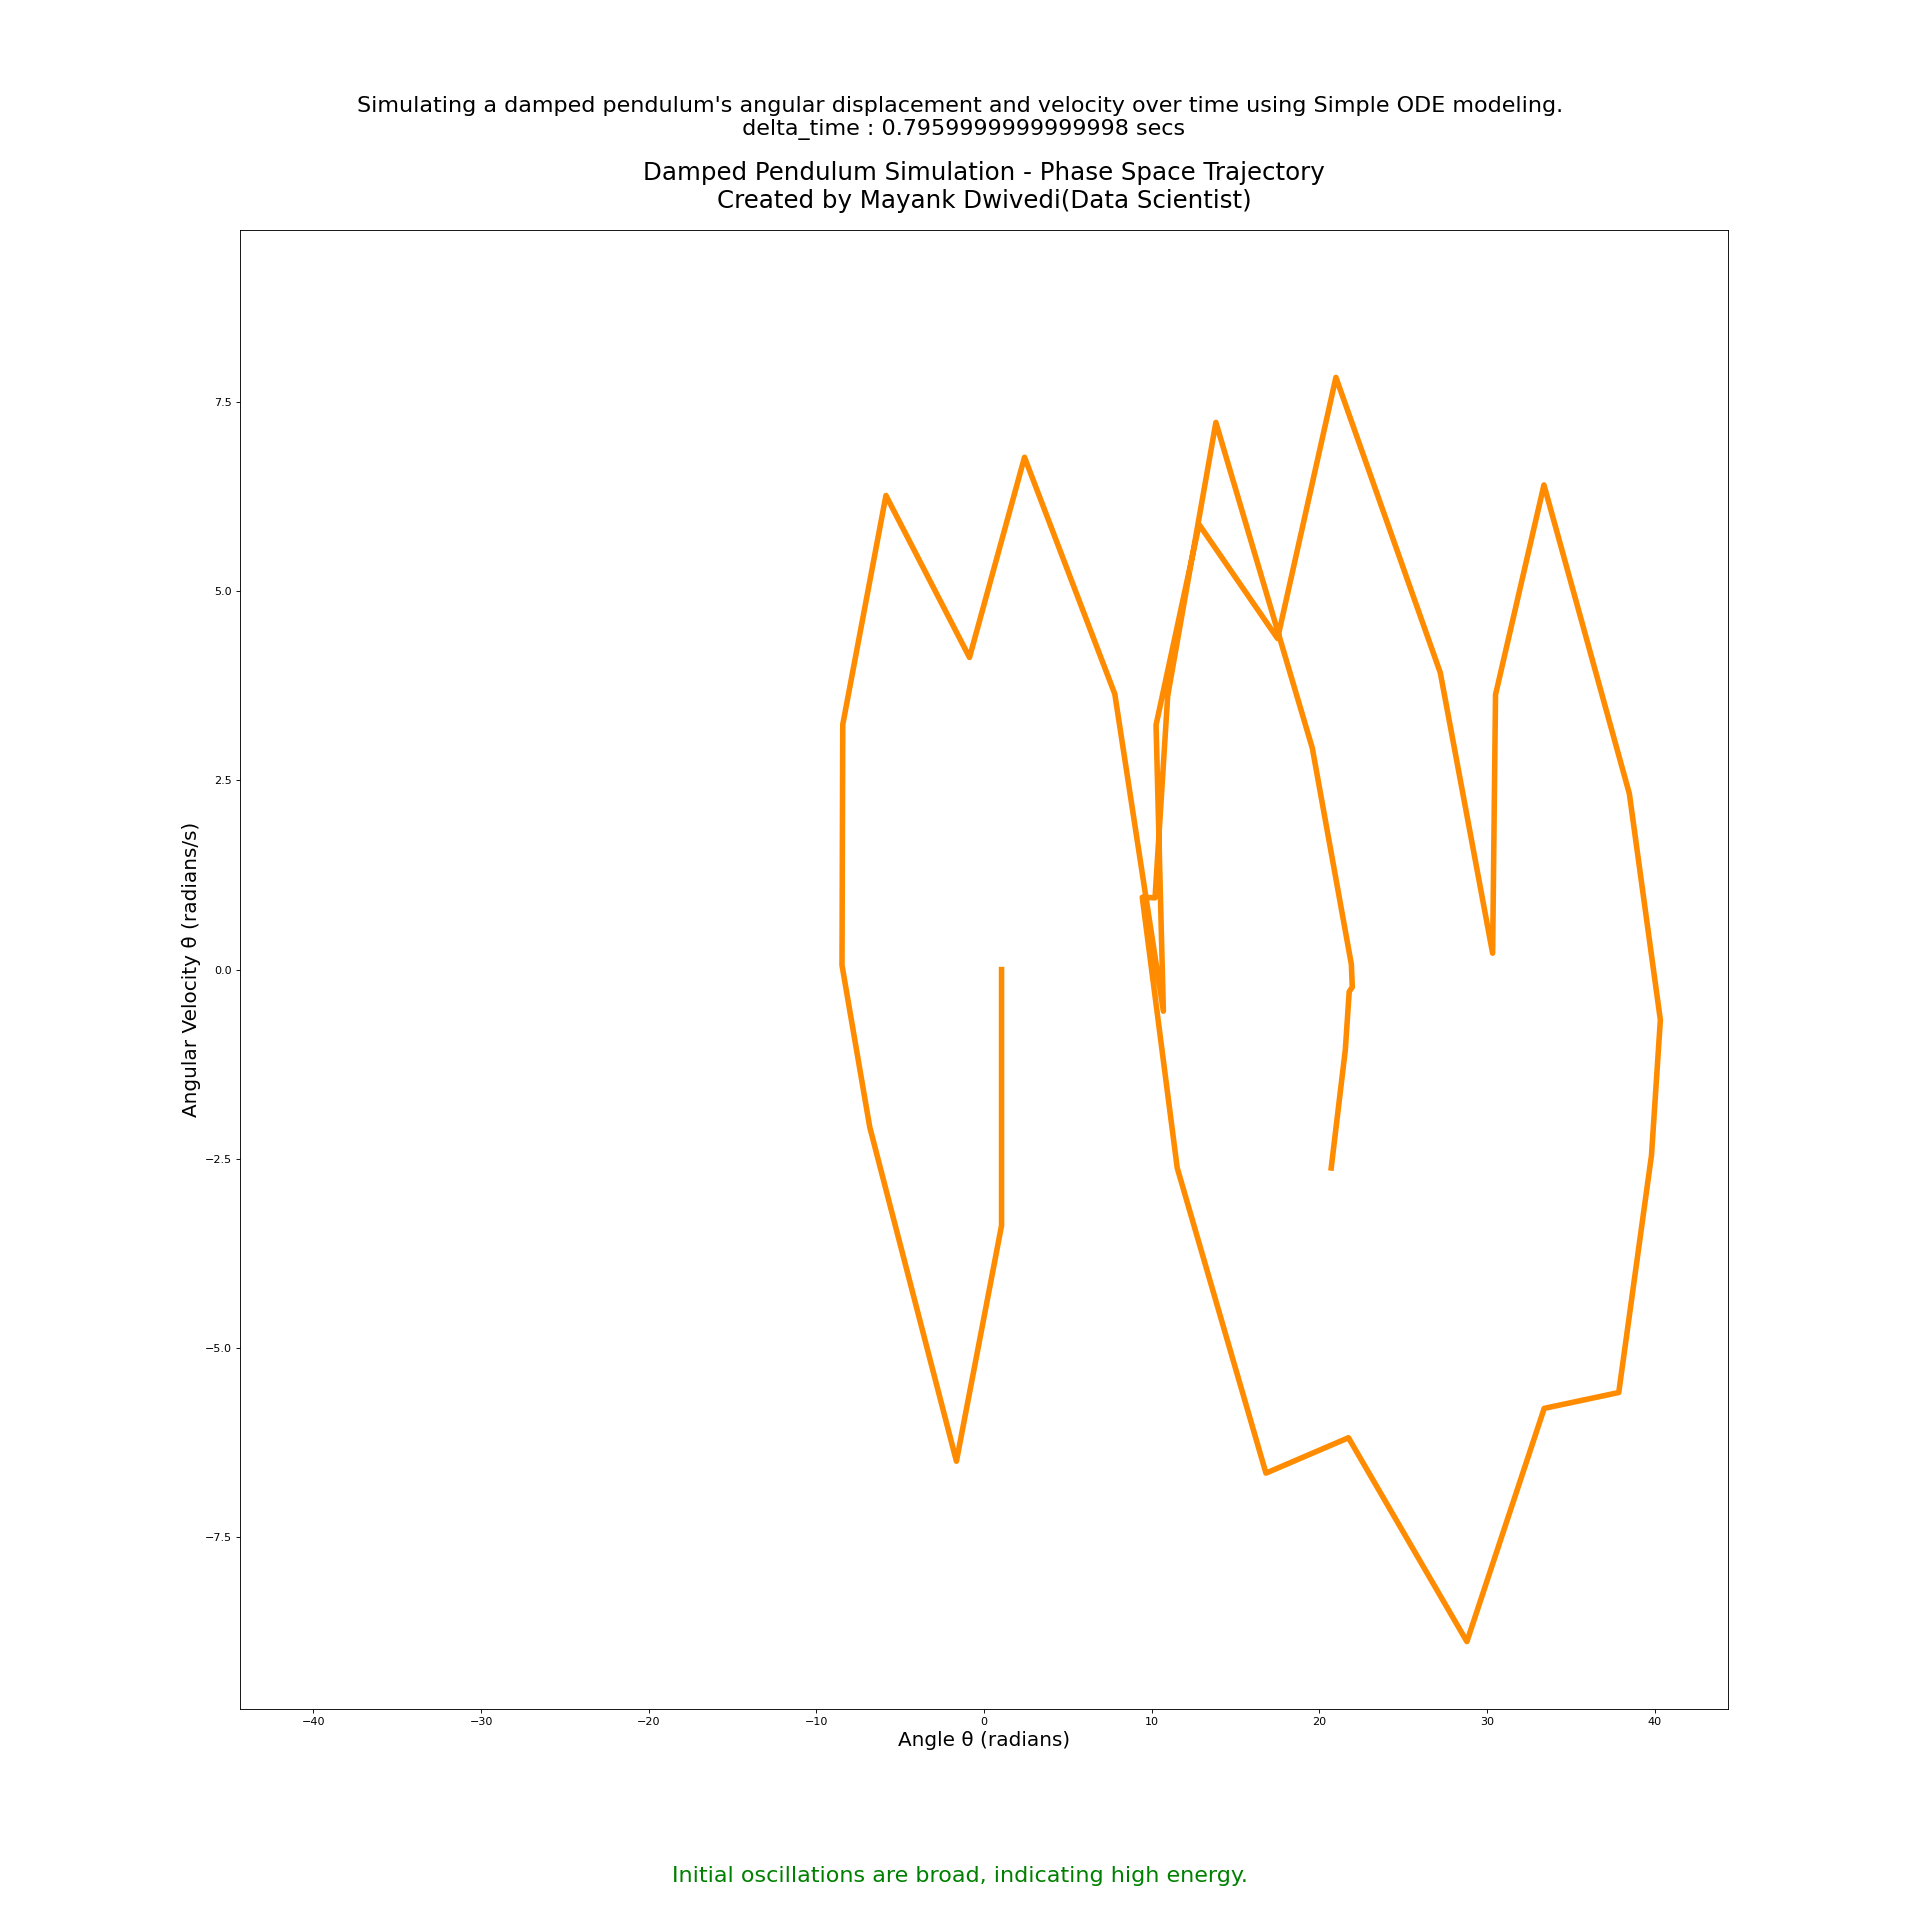 Simulating a damped pendulum's angular displacement and velocity over time using Simple ODE modeling.
delta_time : 0.7959999999999998 secs
Damped Pendulum Simulation - Phase Space Trajectory
Created by Mayank Dwivedi(Data Scientist)
Angular Velocity θ (radians/s)
7.5
5.0
2.5
0.0
−2.5
−5.0
−7.5
−40
−30
−20
−10
0
10
20
30
40
Angle θ (radians)
Initial oscillations are broad, indicating high energy.